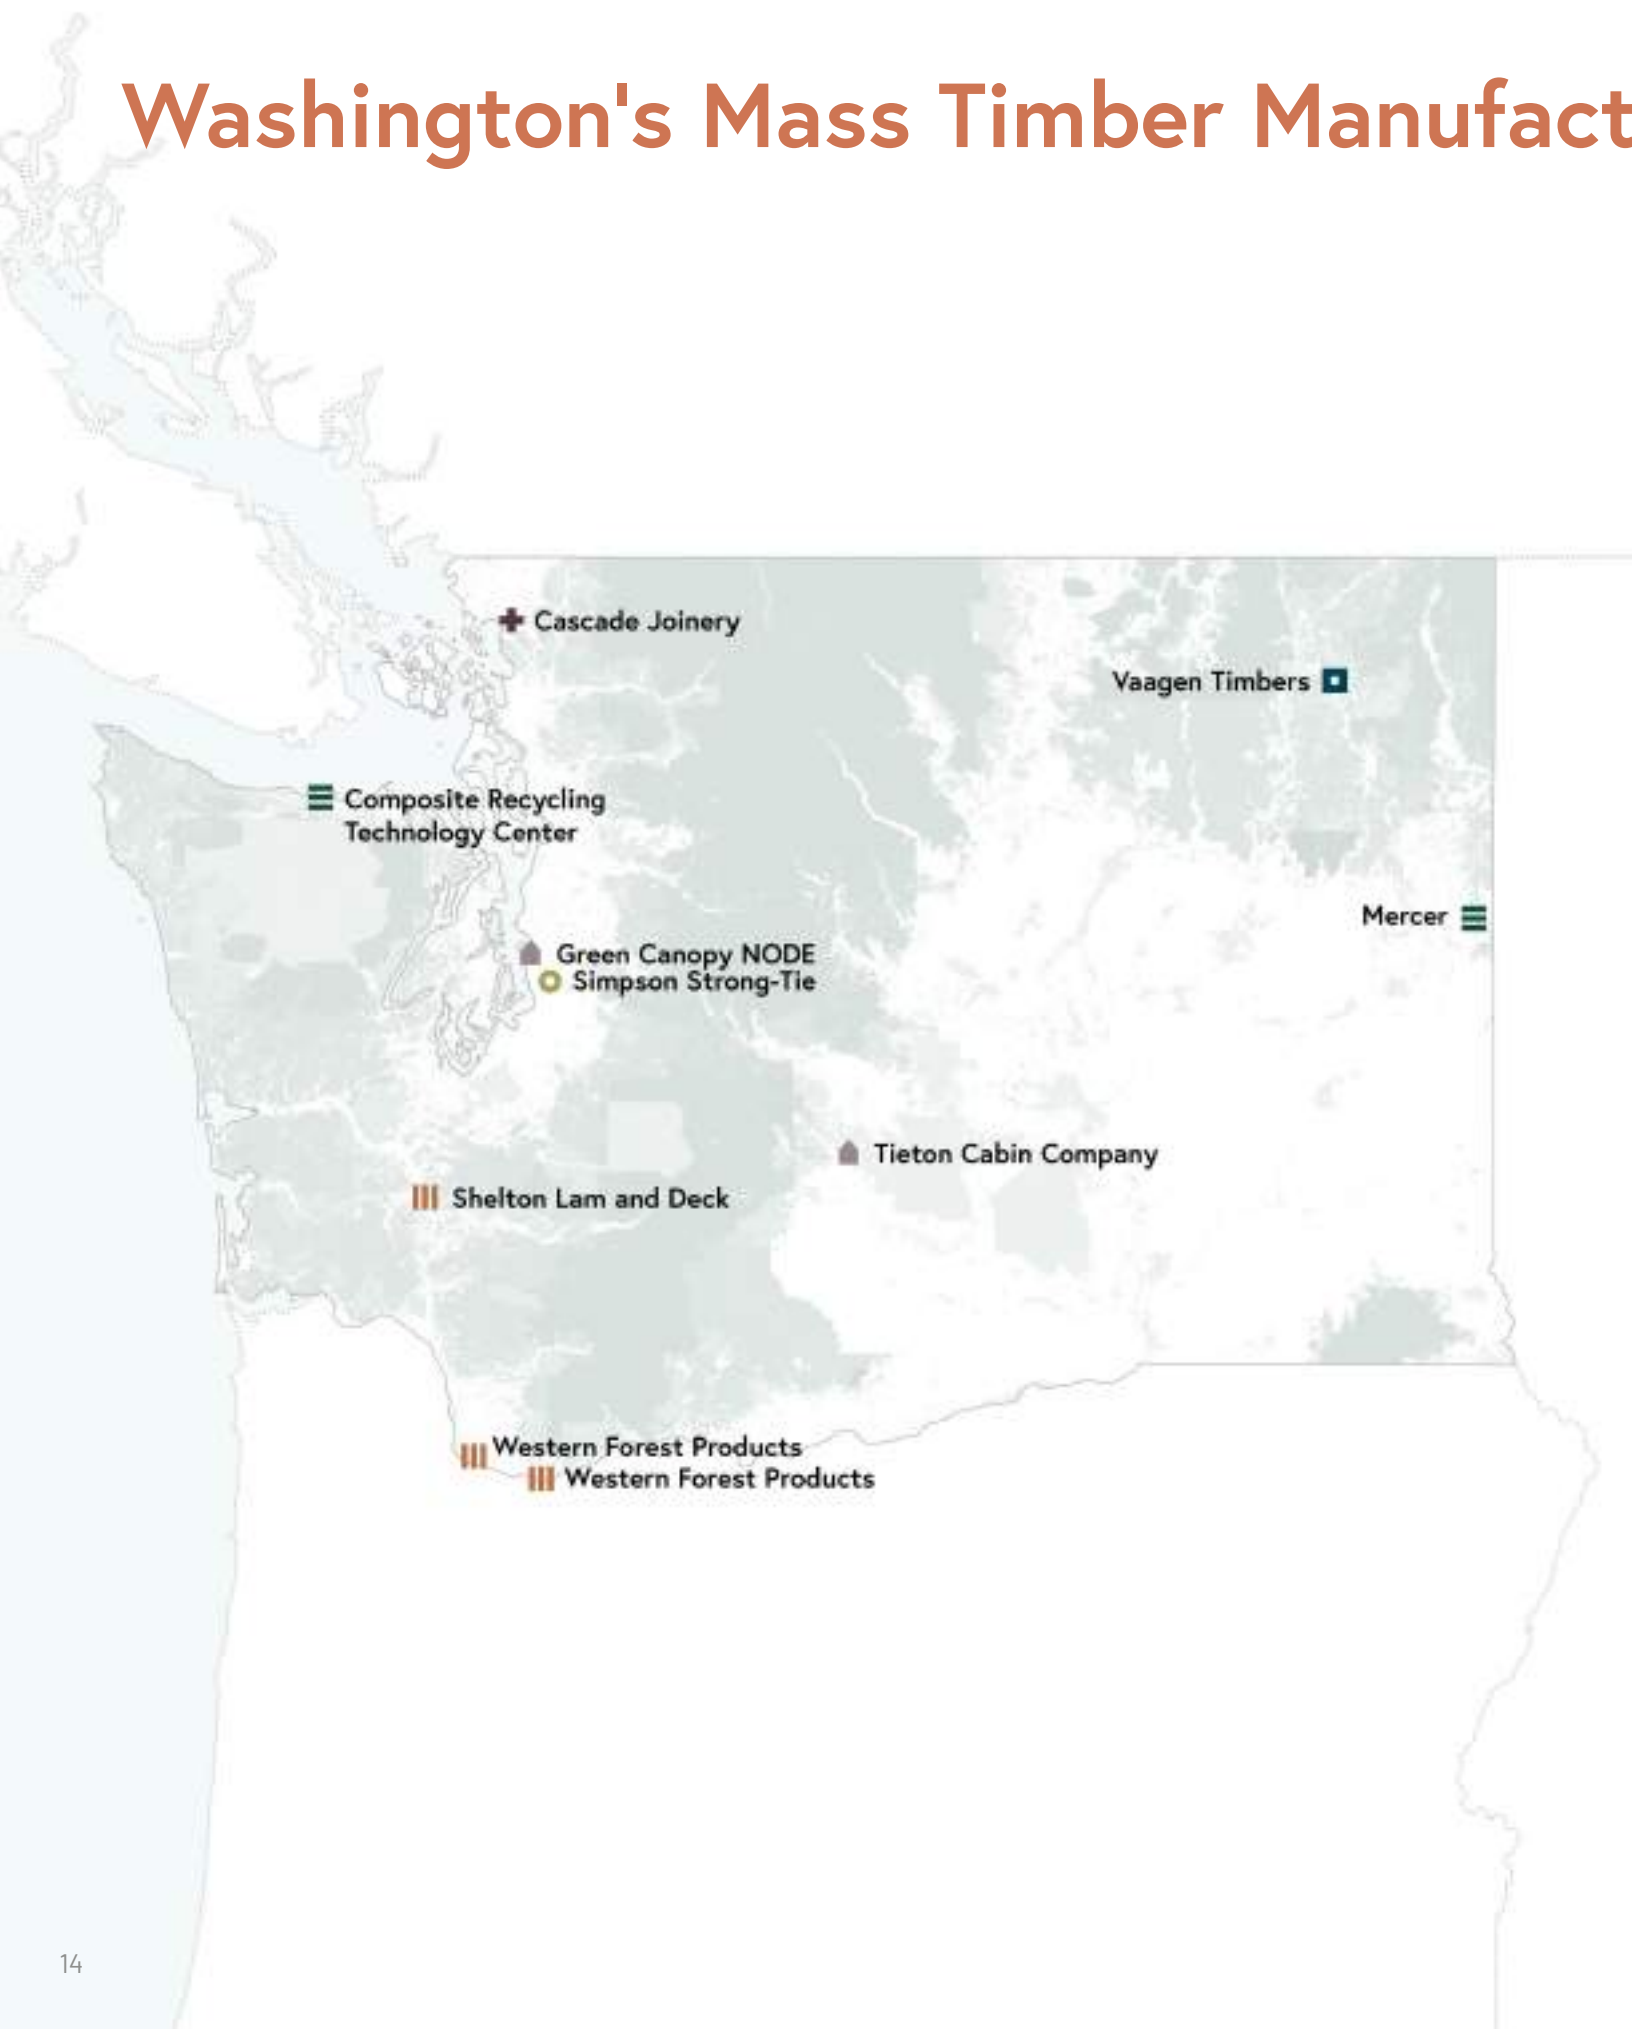 Washington's Mass Timber Manufact
Cascade Joinery
Vaagen Timbers
Composite Recycling
Technology Center
Mercer
Green Canopy NODE
Simpson Strong-Tie
Tieton Cabin Company
Shelton Lam and Deck
Western Forest Products
Western Forest Products
14